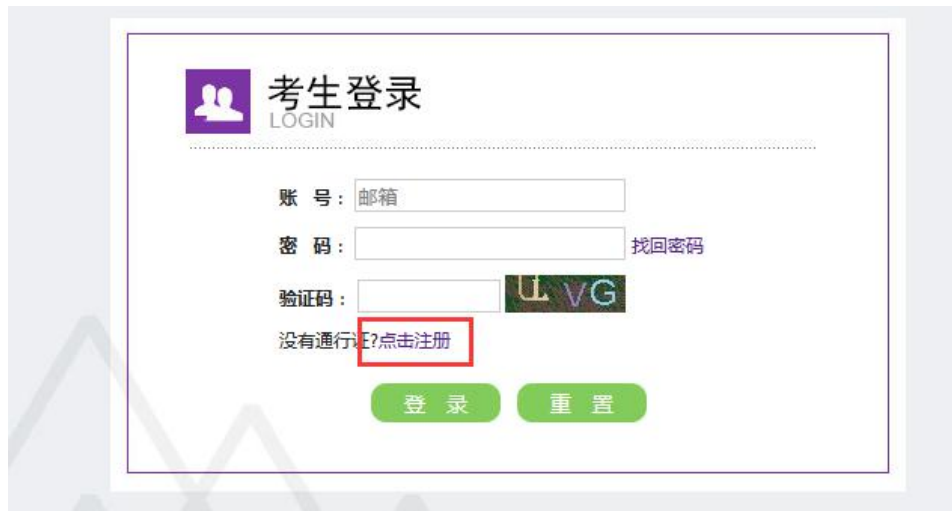 考生登录
LOGIN
账 号：邮箱
密 码： 找回密码
验证码： VG
没有通行证?点击注册
登 录 重 置